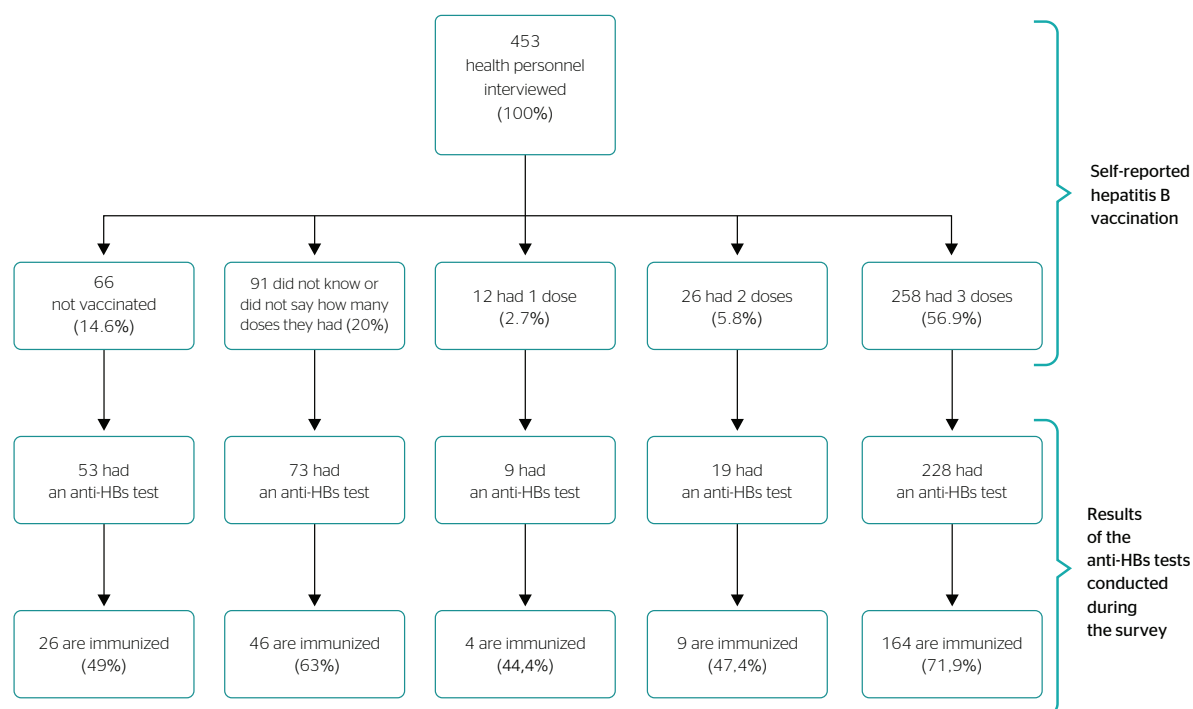 453
health personnel
interviewed
(100%)
Self-reported
hepatitis B
vaccination
66
not vaccinated
(14.6%)
91 did not know or
did not say how many
doses they had (20%)
12 had 1 dose
(2.7%)
26 had 2 doses
(5.8%)
258 had 3 doses
(56.9%)
53 had
an anti-HBs test
73 had
an anti-HBs test
9 had
an anti-HBs test
19 had
an anti-HBs test
228 had
an anti-HBs test
Results
of the
anti-HBs tests
conducted
during
the survey
26 are immunized
(49%)
46 are immunized
(63%)
4 are immunized
(44,4%)
9 are immunized
(47,4%)
164 are immunized
(71,9%)